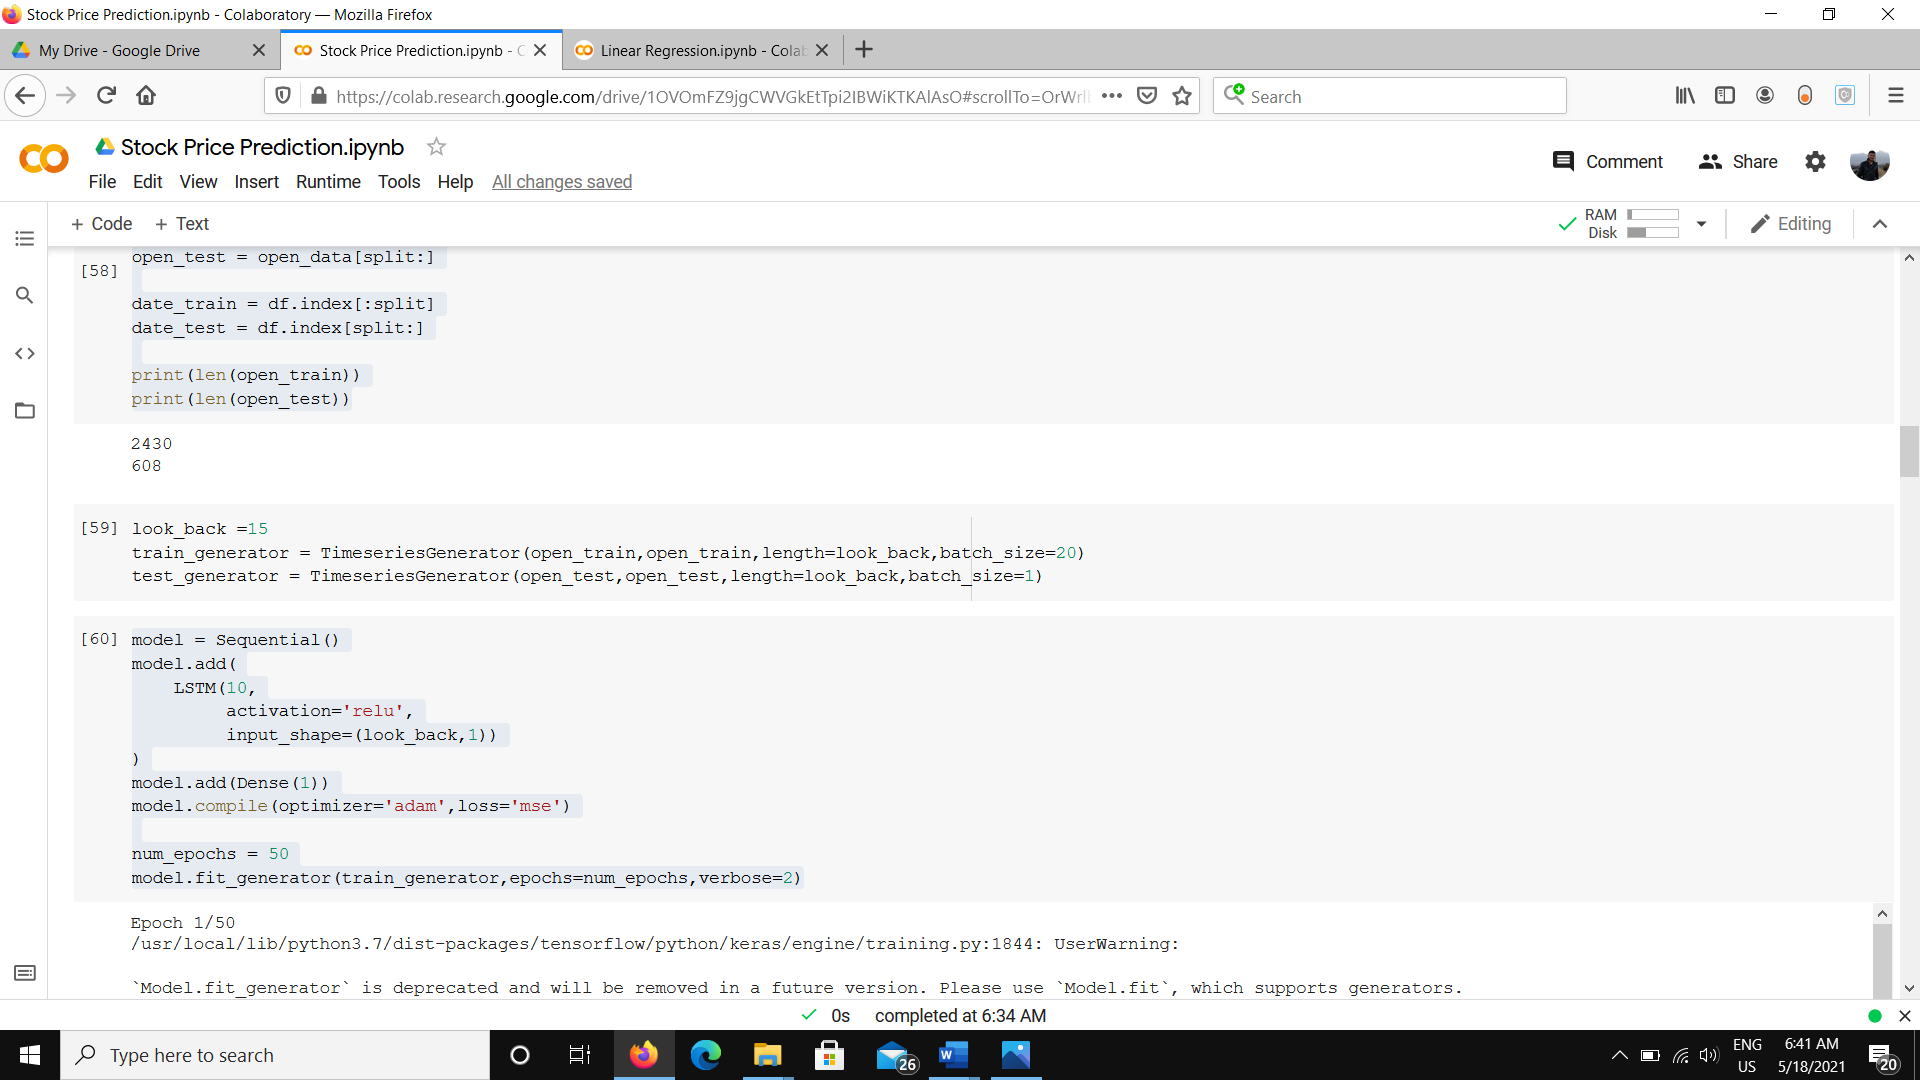 Stock Price Prediction.ipynb - Colaboratory — Mozilla Firefox
My Drive - Google Drive
Stock Price Prediction.ipynb - C
Linear Regression.ipynb - Colab
https://colab.research.google.com/drive/1OVOmFZ9jgCWVGkEtTpi2IBWiKTKAlAsO#scrollTo=OrWrl
Search
Stock Price Prediction.ipynb
Comment
Share
File Edit View Insert Runtime Tools Help All changes saved
+ Code + Text
RAM
Disk
Editing
[58]
open_test = open_data[split:]
date_train = df.index[:split]
date_test = df.index[split:]
print(len(open_train))
print(len(open_test))
2430
608
[59] look_back =15
train_generator = TimeseriesGenerator(open_train,open_train,length=look_back,batch_size=20)
test_generator = TimeseriesGenerator(open_test,open_test,length=look_back,batch_size=1)
[60] model = Sequential()
model.add(
LSTM(10,
activation='relu',
input_shape=(look_back,1))
)
model.add(Dense(1))
model.compile(optimizer='adam',loss='mse')
num_epochs = 50
model.fit_generator(train_generator,epochs=num_epochs,verbose=2)
Epoch 1/50
/usr/local/lib/python3.7/dist-packages/tensorflow/python/keras/engine/training.py:1844: UserWarning:
`Model.fit_generator` is deprecated and will be removed in a future version. Please use `Model.fit`, which supports generators.
0s completed at 6:34 AM
Type here to search
26
W
ENG
US
6:41 AM
5/18/2021
20